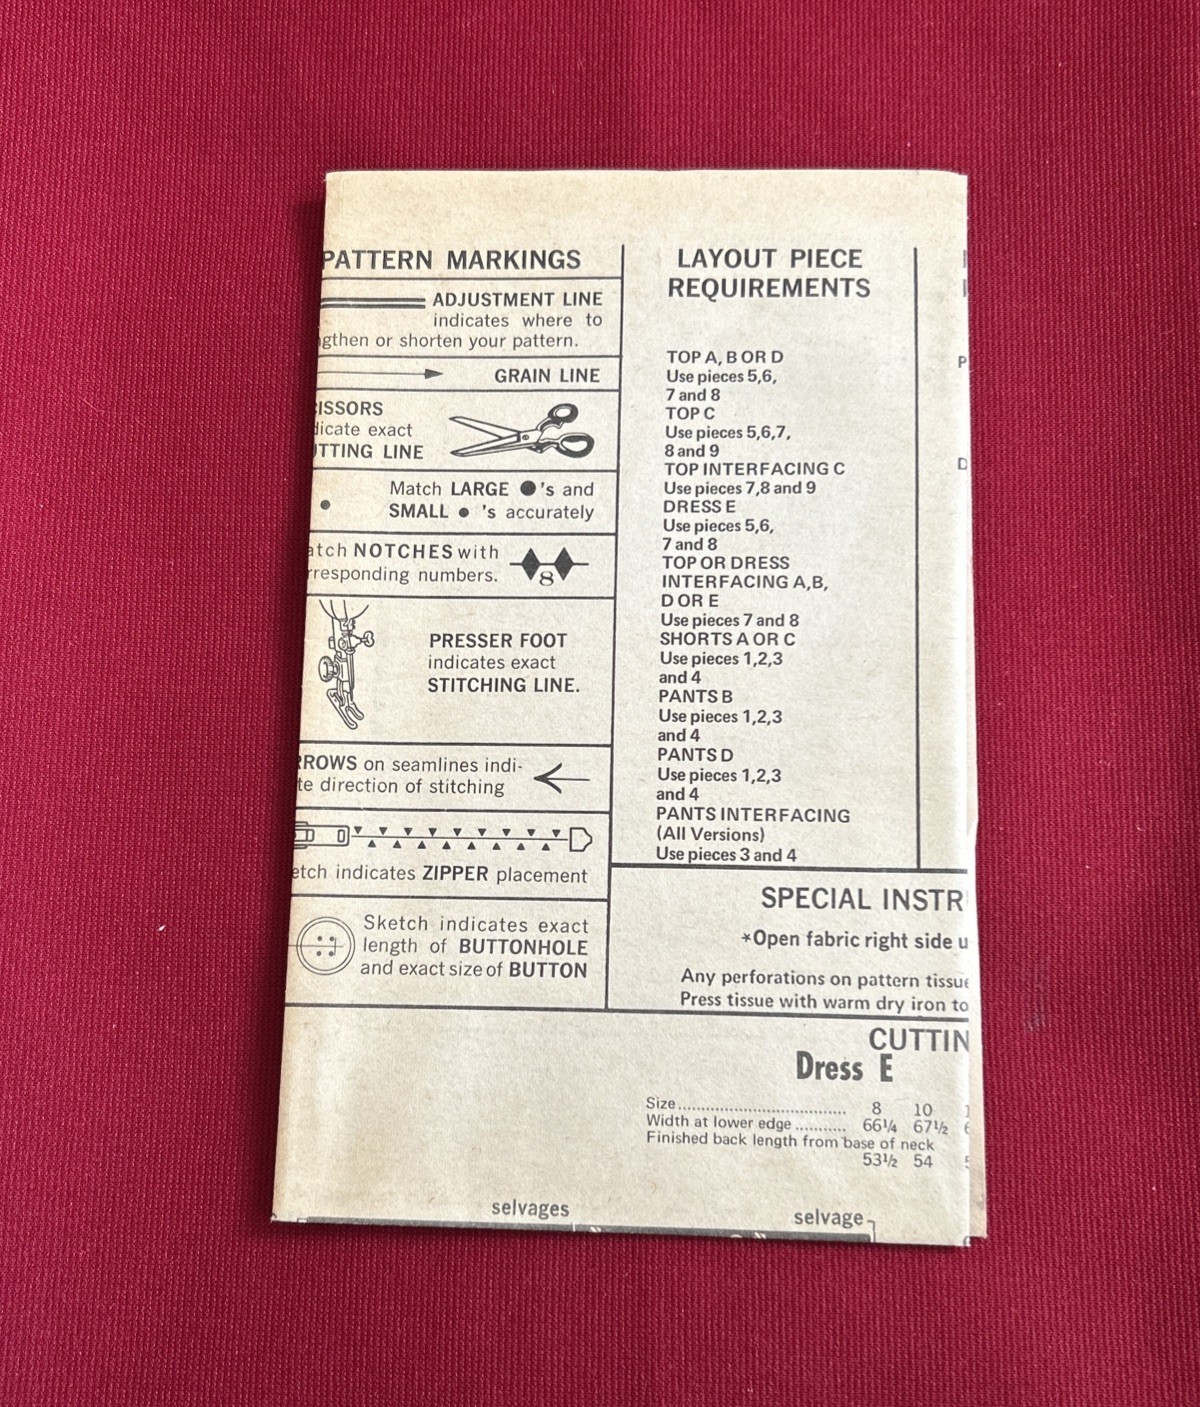 PATTERN MARKINGS
ADJUSTMENT LINE
indicates where to
gthen or shorten your pattern.
GRAIN LINE
ISSORS
dicate exact
TTING LINE
Match LARGE ●'s and
SMALL ● 's accurately
atch NOTCHES with
rresponding numbers.
8
PRESSER FOOT
indicates exact
STITCHING LINE.
RROWS on seamlines indi-
te direction of stitching
etch indicates ZIPPER placement
Sketch indicates exact
length of BUTTONHOLE
and exact size of BUTTON
LAYOUT PIECE
REQUIREMENTS
TOP A, B OR D
Use pieces 5,6,
7 and 8
TOP C
Use pieces 5,6,7,
8 and 9
TOP INTERFACING C
Use pieces 7,8 and 9
DRESS E
Use pieces 5,6,
7 and 8
TOP OR DRESS
INTERFACING A,B,
D OR E
Use pieces 7 and 8
SHORTS A OR C
Use pieces 1,2,3
and 4
PANTS B
Use pieces 1,2,3
and 4
PANTS D
Use pieces 1,2,3
and 4
PANTS INTERFACING
(All Versions)
Use pieces 3 and 4
P
D
SPECIAL INSTR
*Open fabric right side u
Any perforations on pattern tissue
Press tissue with warm dry iron to
CUTTIN
Dress E
Size.................................... 8 10
Width at lower edge ........... 66¼ 67½
Finished back length from base of neck
53½ 54
selvages
selvage